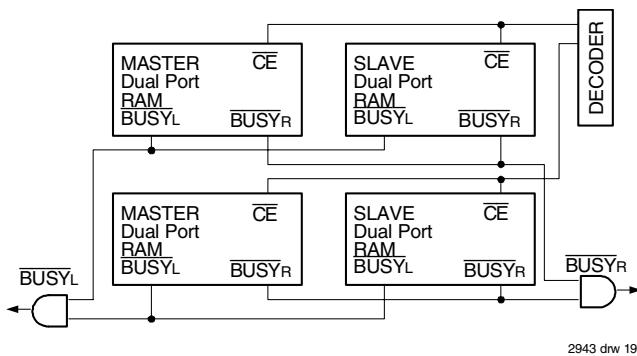 MASTER
Dual Port
RAM
BUSYL
CE
BUSYR
SLAVE
Dual Port
RAM
BUSYL
CE
BUSYR
DECODER
MASTER
Dual Port
RAM
BUSYL
CE
BUSYR
SLAVE
Dual Port
RAM
BUSYL
CE
BUSYR
BUSYL
BUSYR
2943 drw 19